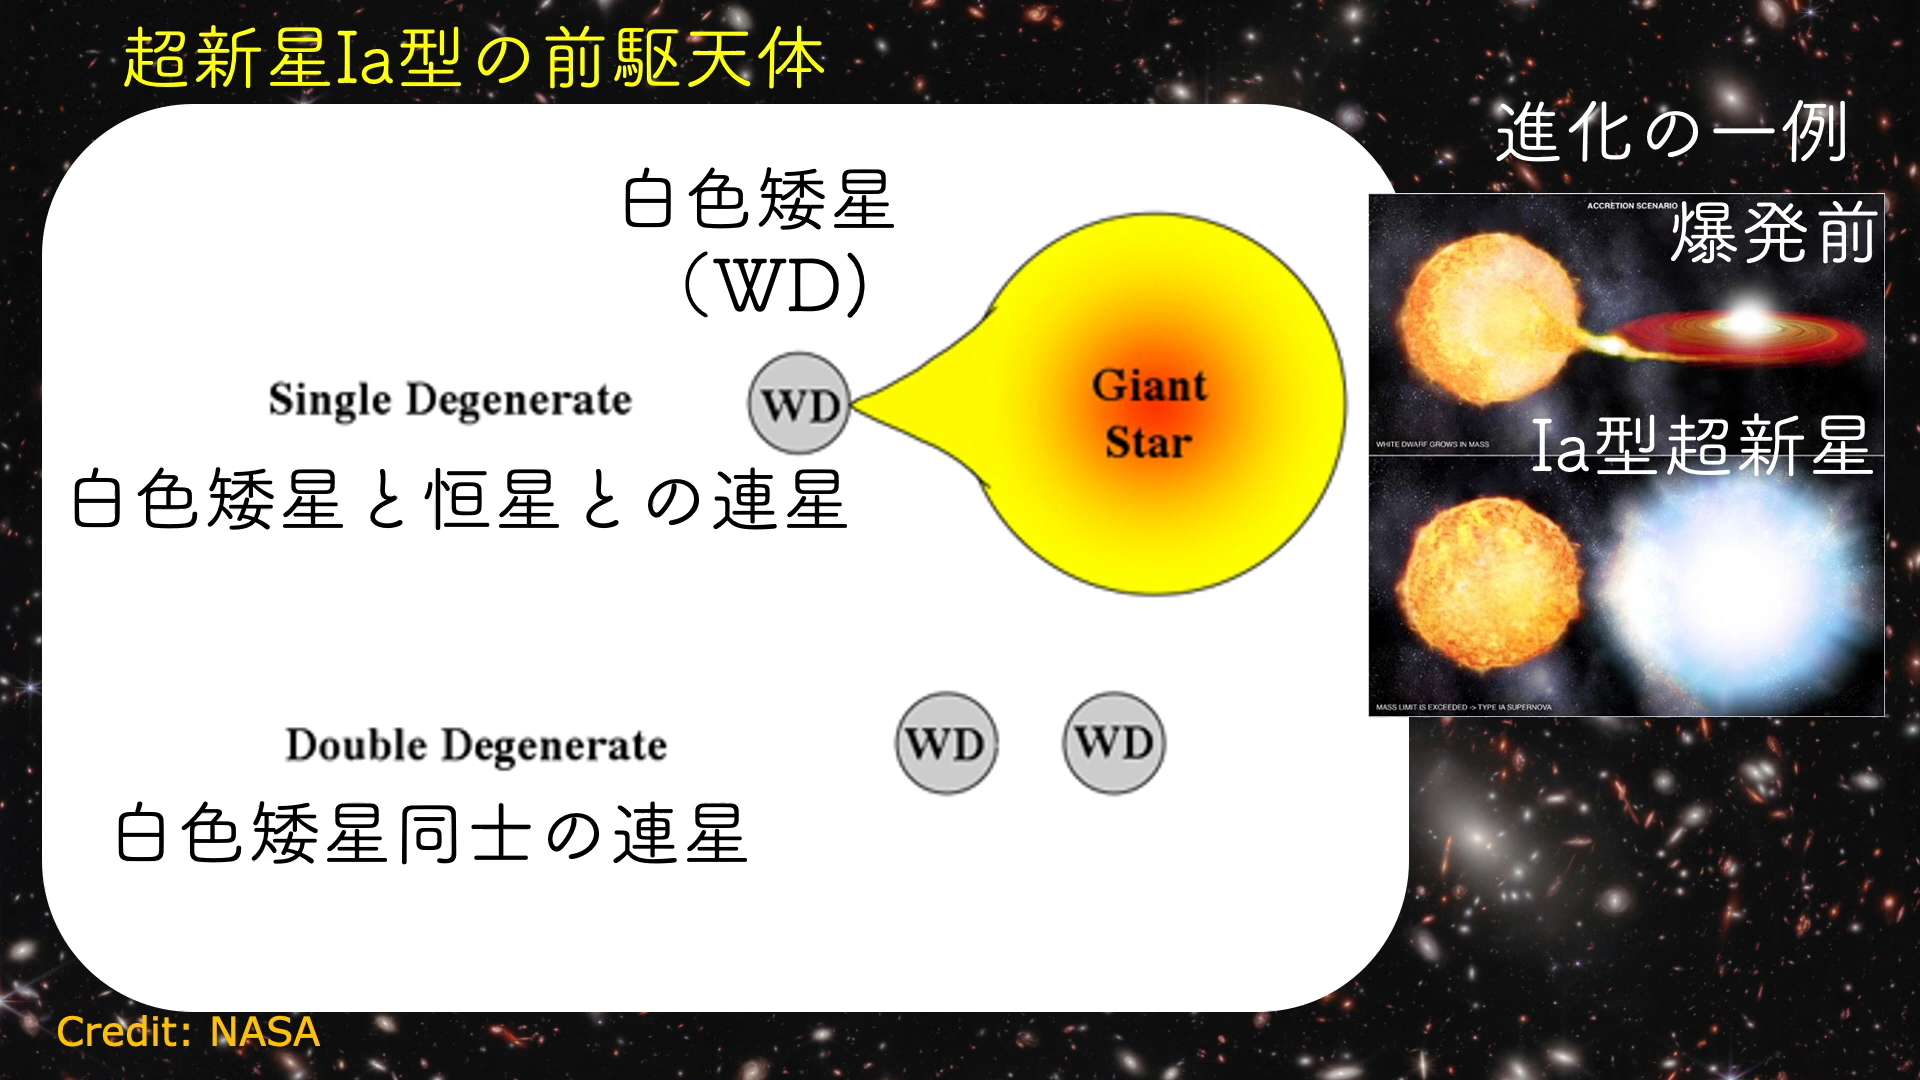 超新星Ia型の前駆天体
進化の一例
白色矮星
（WD）
ACCRETION SCENARIO
爆発前
Single Degenerate
WD
Giant
Star
WHITE DWARF GROWS IN MASS
Ia型超新星
白色矮星と恒星との連星
MASS LIMIT IS EXCEEDED -> TYPE IA SUPERNOVA
Double Degenerate
WD
WD
白色矮星同士の連星
Credit: NASA